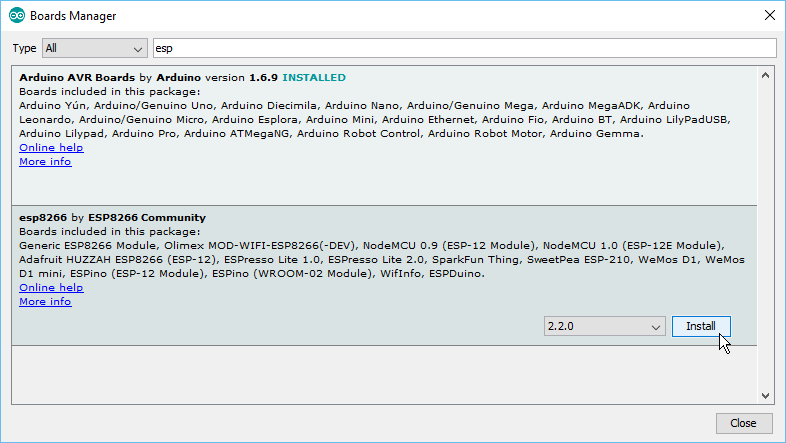 Boards Manager
Type All esp
Arduino AVR Boards by Arduino version 1.6.9 INSTALLED
Boards included in this package:
Arduino Yún, Arduino/Genuino Uno, Arduino Diecimila, Arduino Nano, Arduino/Genuino Mega, Arduino MegaADK, Arduino
Leonardo, Arduino/Genuino Micro, Arduino Esplora, Arduino Mini, Arduino Ethernet, Arduino Fio, Arduino BT, Arduino LilyPadUSB,
Arduino Lilypad, Arduino Pro, Arduino ATMegaNG, Arduino Robot Control, Arduino Robot Motor, Arduino Gemma.
Online help
More info
esp8266 by ESP8266 Community
Boards included in this package:
Generic ESP8266 Module, Olimex MOD-WIFI-ESP8266(-DEV), NodeMCU 0.9 (ESP-12 Module), NodeMCU 1.0 (ESP-12E Module),
Adafruit HUZZAH ESP8266 (ESP-12), ESPresso Lite 1.0, ESPresso Lite 2.0, SparkFun Thing, SweetPea ESP-210, WeMos D1, WeMos
D1 mini, ESPino (ESP-12 Module), ESPino (WROOM-02 Module), WifInfo, ESPDuino.
Online help
More info
2.2.0 Install
Close